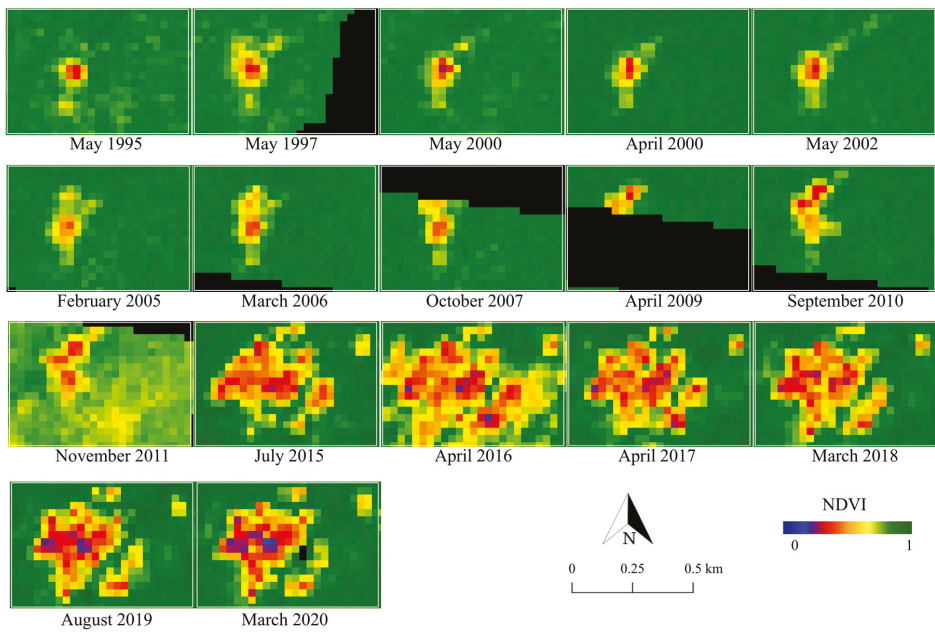 May 1995 May 1997 May 2000 April 2000 May 2002
February 2005 March 2006 October 2007 April 2009 September 2010
November 2011 July 2015 April 2016 April 2017 March 2018
N
NDVI
0 1
0 0.25 0.5 km
August 2019 March 2020